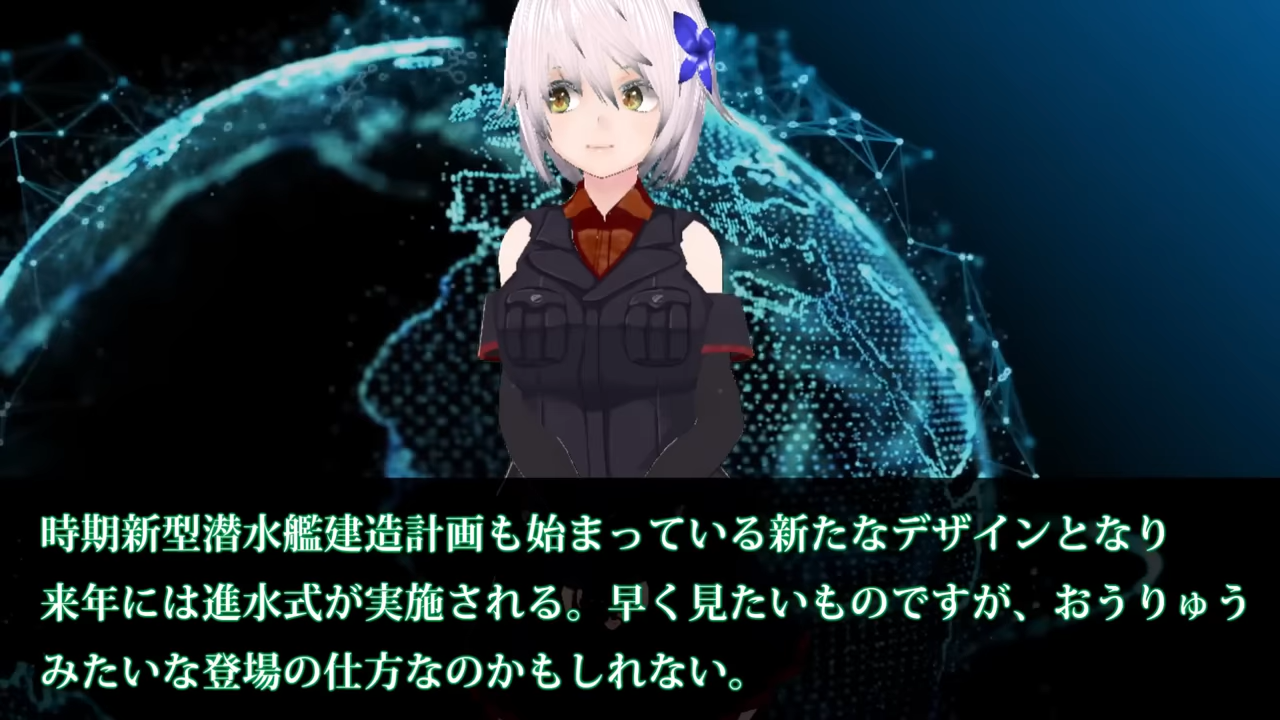 時期新型潜水艦建造計画も始まっている新たなデザインとなり
来年には進水式が実施される。早く見たいものですが、おうりゅう
みたいな登場の仕方なのかもしれない。